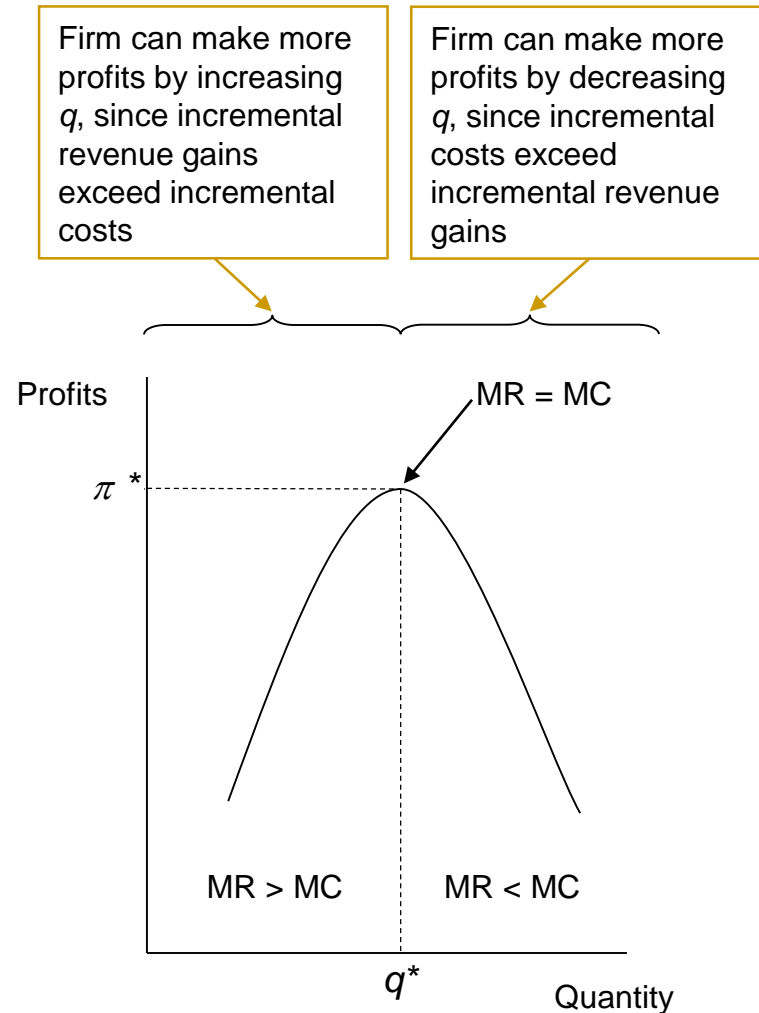 Firm can make more
profits by increasing
q, since incremental
revenue gains
exceed incremental
costs
Firm can make more
profits by decreasing
q, since incremental
costs exceed
incremental revenue
gains
Profits
MR = MC
π *
MR > MC
MR < MC
q*
Quantity